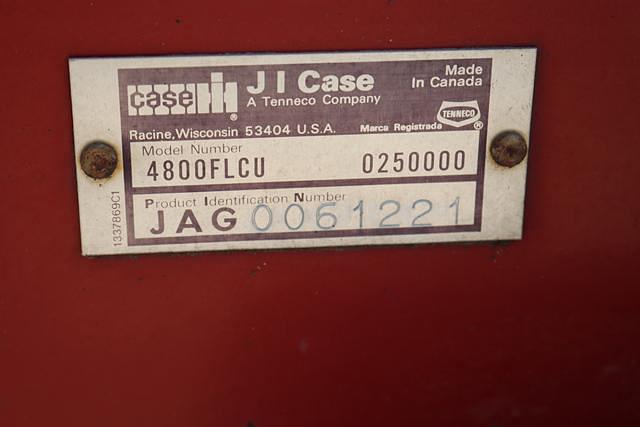 case IH ®
J I Case
A Tenneco Company
Made
In Canada
TENNECO ®
Racine, Wisconsin 53404 U.S.A. Marca Registrada
Model Number
4800FLCU 0250000
Product Identification Number
JAG0061221
1337869C1